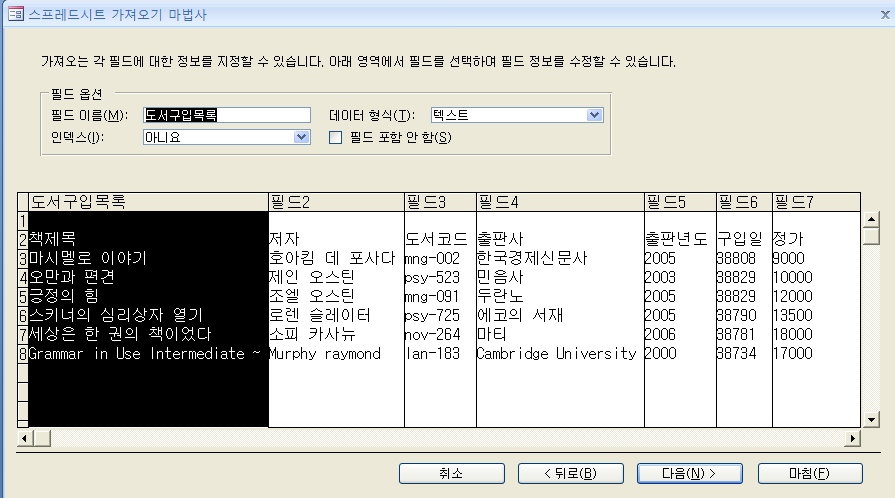 스프레드시트 가져오기 마법사
가져오는 각 필드에 대한 정보를 지정할 수 있습니다. 아래 영역에서 필드를 선택하여 필드 정보를 수정할 수 있습니다.
필드 옵션
필드 이름(M): 도서구입목록 데이터 형식(T): 텍스트
인덱스(I): 아니요 필드 포함 안 함(S)
도서구입목록 필드2 필드3 필드4 필드5 필드6 필드7
1
2 책제목 저자 도서코드 출판사 출판년도 구입일 정가
3 마시멜로 이야기 호아킴 데 포사다 mng-002 한국경제신문사 2005 38808 9000
4 오만과 편견 제인 오스틴 psy-523 민음사 2003 38829 10000
5 긍정의 힘 조엘 오스틴 mng-091 두란노 2005 38829 12000
6 스키너의 심리상자 열기 로렌 슬레이터 psy-725 에코의 서재 2005 38790 13500
7 세상은 한 권의 책이었다 소피 카사뉴 nov-264 마티 2006 38781 18000
8 Grammar in Use Intermediate ~ Murphy raymond lan-183 Cambridge University 2000 38734 17000
취소 < 뒤로(B) 다음(N) > 마침(F)